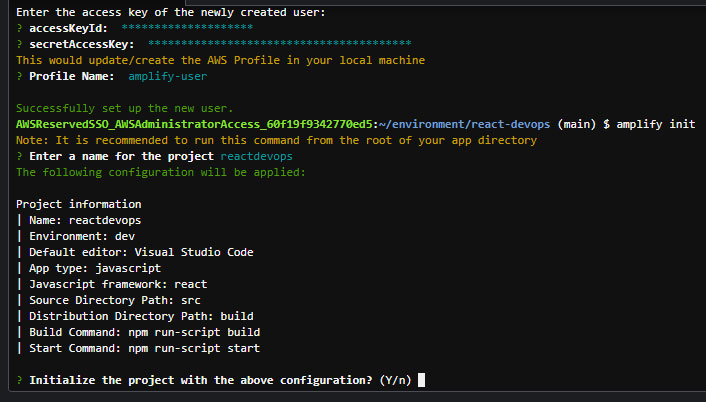 Enter the access key of the newly created user:
? accessKeyId: ********************
? secretAccessKey: ****************************************
This would update/create the AWS Profile in your local machine
? Profile Name: amplify-user
Successfully set up the new user.
AWSReservedSSO_AWSAdministratorAccess_60f19f9342770ed5:~/environment/react-devops (main) $ amplify init
Note: It is recommended to run this command from the root of your app directory
? Enter a name for the project reactdevops
The following configuration will be applied:
Project information
| Name: reactdevops
| Environment: dev
| Default editor: Visual Studio Code
| App type: javascript
| Javascript framework: react
| Source Directory Path: src
| Distribution Directory Path: build
| Build Command: npm run-script build
| Start Command: npm run-script start
? Initialize the project with the above configuration? (Y/n)